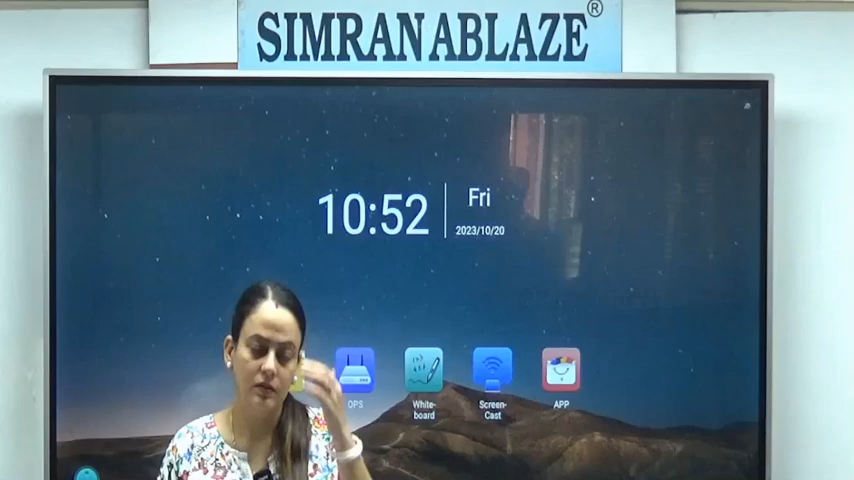 SIMRAN ABLAZE®
10:52
Fri
2023/10/20
OPS
White-
board
Screen-
Cast
APP